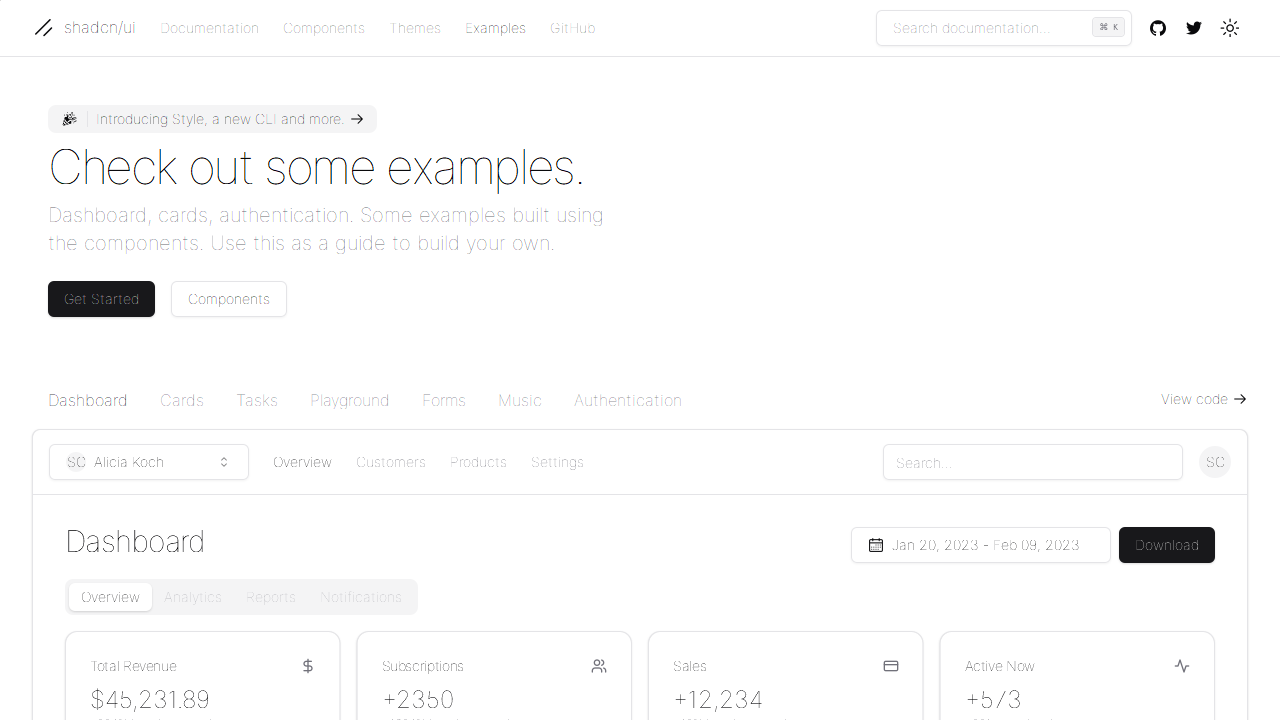 shadcn/ui Documentation Components Themes Examples GitHub Search documentation... ⌘ K
Introducing Style, a new CLI and more.
Check out some examples.
Dashboard, cards, authentication. Some examples built using
the components. Use this as a guide to build your own.
Get Started Components
Dashboard Cards Tasks Playground Forms Music Authentication View code
SC Alicia Koch Overview Customers Products Settings Search... SC
Dashboard Jan 20, 2023 - Feb 09, 2023 Download
Overview Analytics Reports Notifications
Total Revenue Subscriptions Sales Active Now
$45,231.89 +2350 +12,234 +573